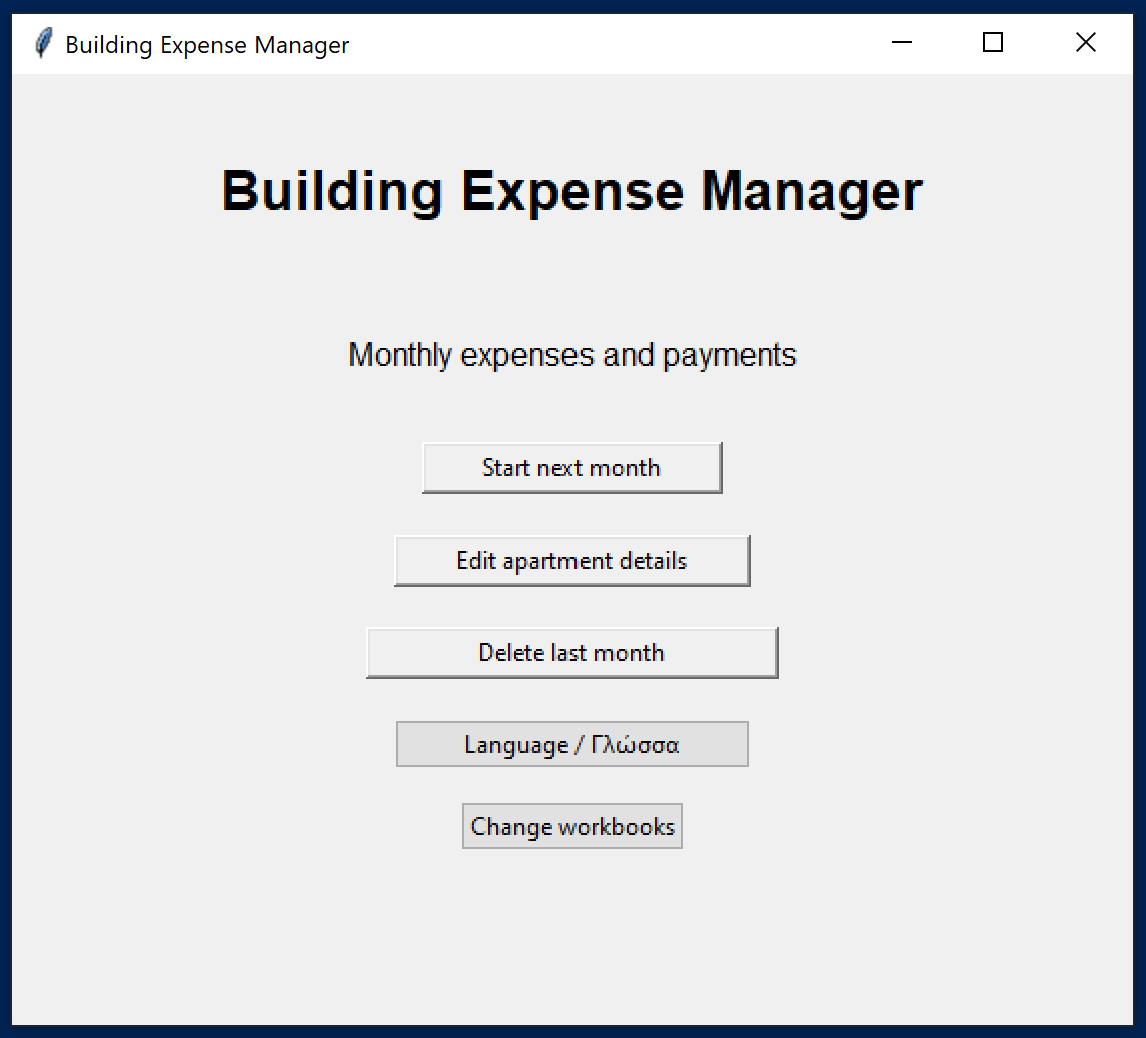 Building Expense Manager
Building Expense Manager
Monthly expenses and payments
Start next month
Edit apartment details
Delete last month
Language / Γλώσσα
Change workbooks